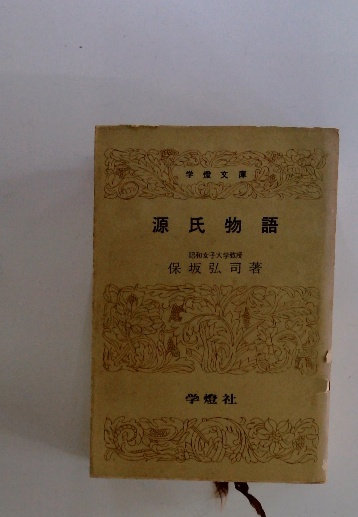 学燈文庫
源氏物語
昭和女子大学教授
保坂弘司著
学燈社